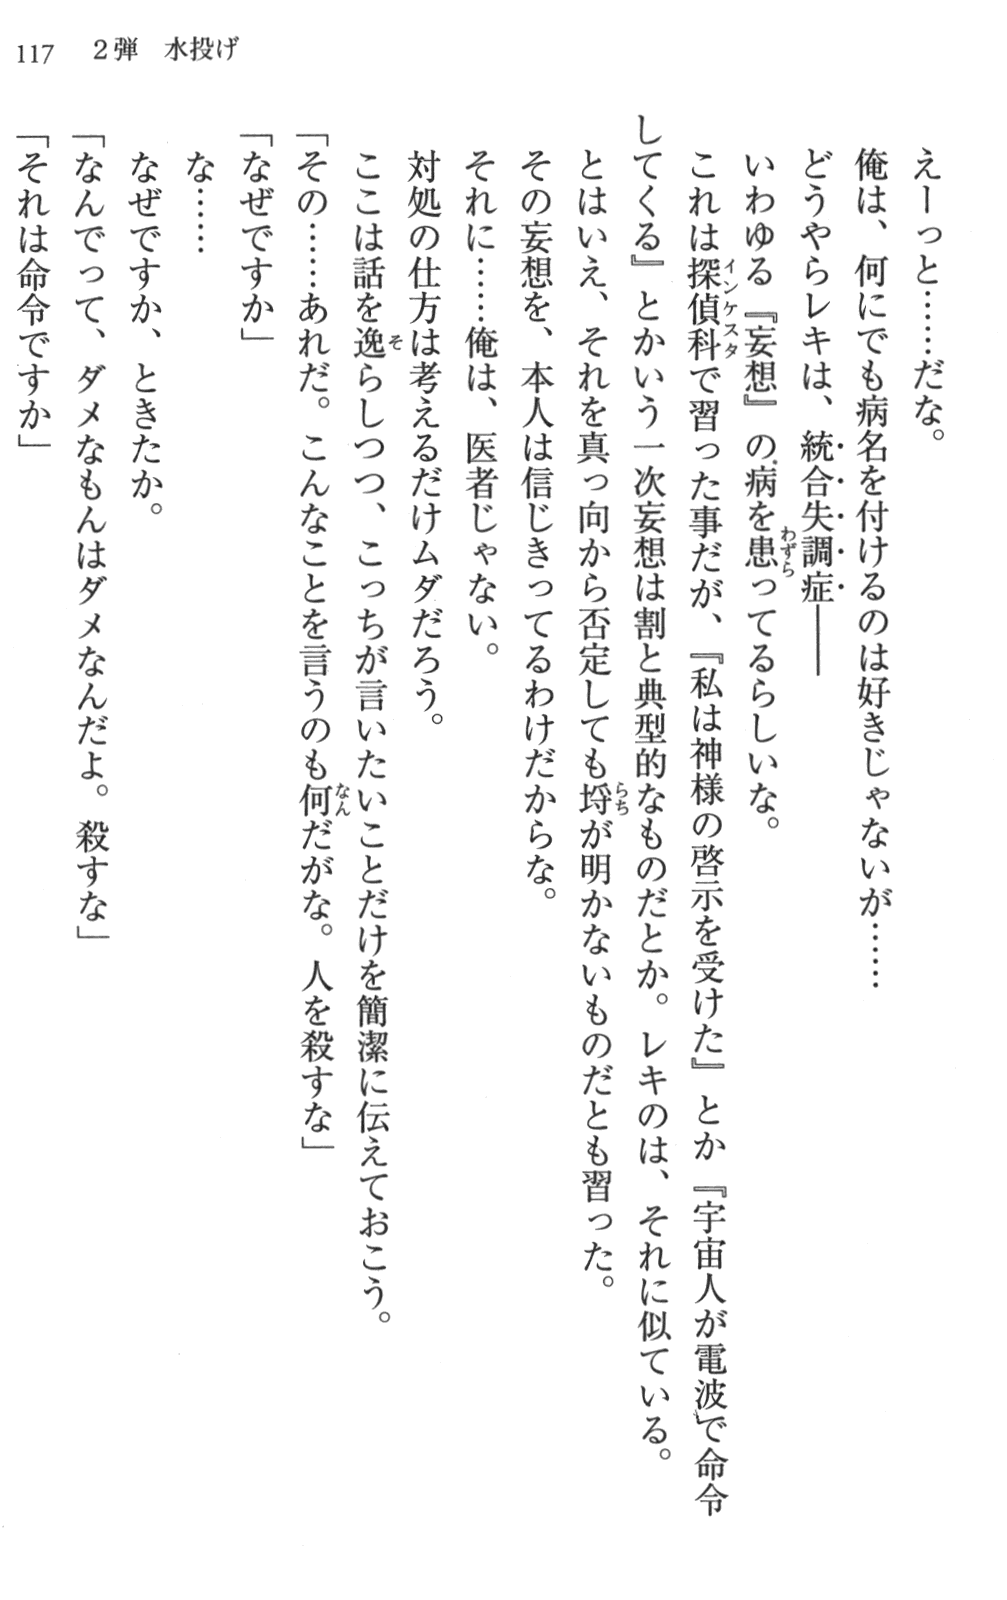 117　２弾　水投げ
えーっと……だな。
俺は、何にでも病名を付けるのは好きじゃないが……
どうやらレキは、統合失調症――
いわゆる『妄想』の病を患ってるらしいな。
これは探偵科で習った事だが、『私は神様の啓示を受けた』とか『宇宙人が電波で命令
してくる』とかいう一次妄想は割と典型的なものだとか。レキのは、それに似ている。
とはいえ、それを真っ向から否定しても埒が明かないものだとも習った。
その妄想を、本人は信じきってるわけだからな。
それに……俺は、医者じゃない。
対処の仕方は考えるだけムダだろう。
ここは話を逸らしつつ、こっちが言いたいことだけを簡潔に伝えておこう。
「その……あれだ。こんなことを言うのも何だがな。人を殺すな」
「なぜですか」
な……
なぜですか、ときたか。
「なんでって、ダメなもんはダメなんだよ。殺すな」
「それは命令ですか」
わずら
インケスタ
らち
そ
なん